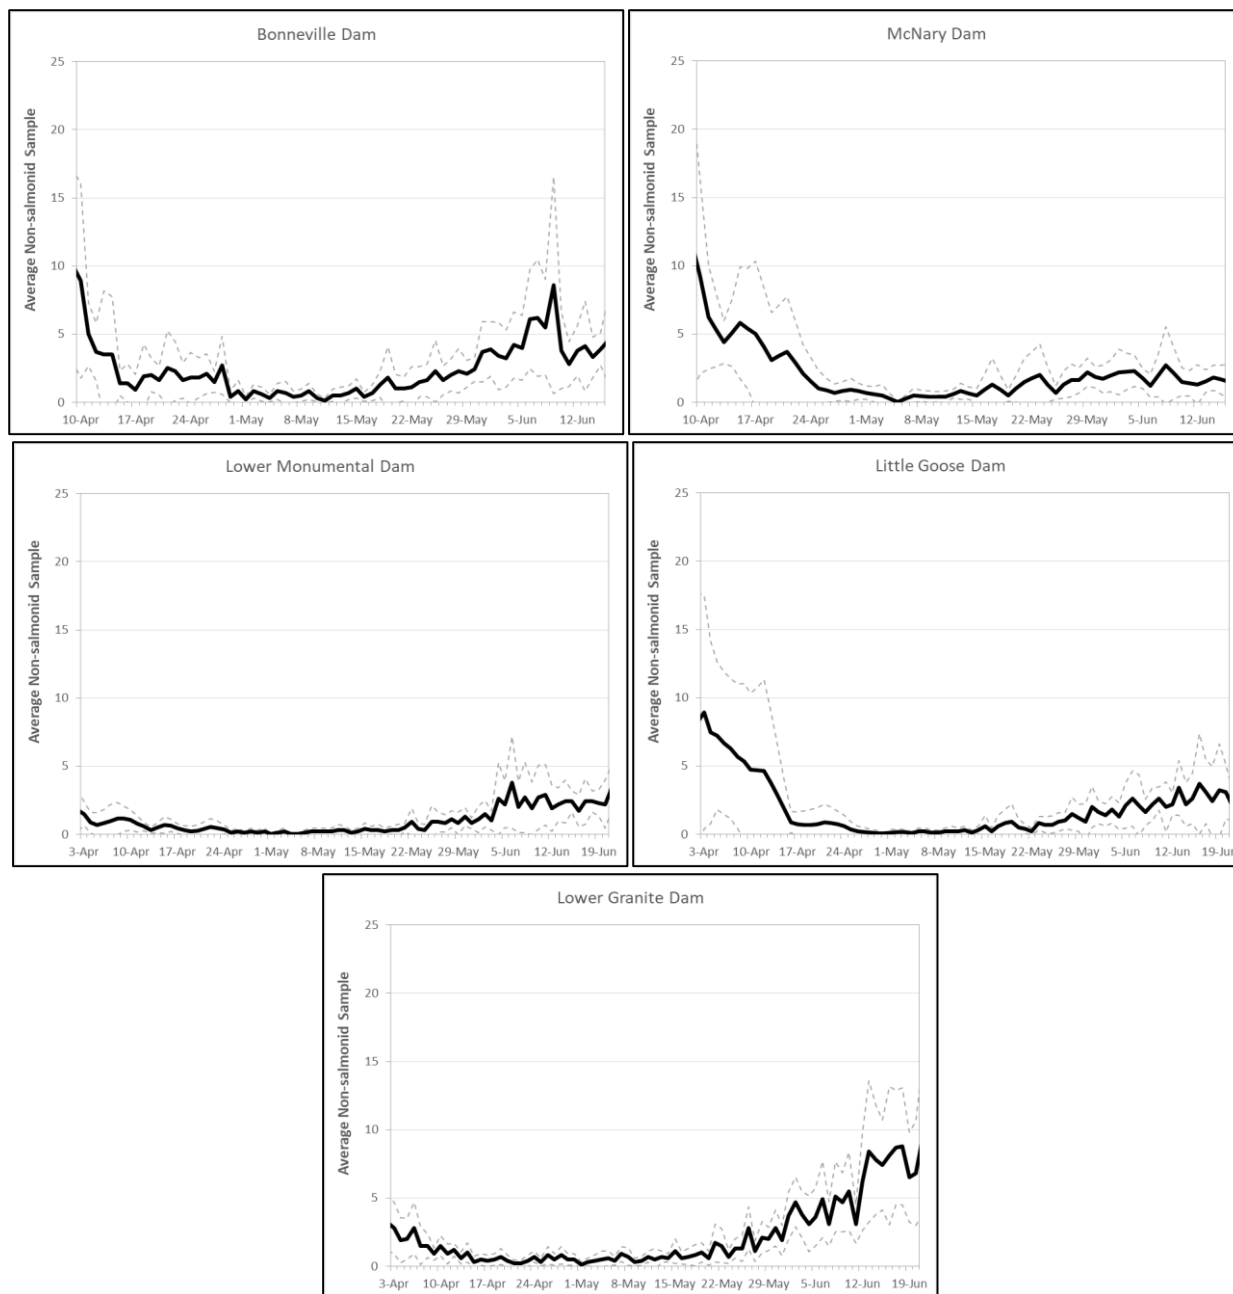 Bonneville Dam
Average Non-salmonid Sample
25
20
15
10
5
0
10-Apr 17-Apr 24-Apr 1-May 8-May 15-May 22-May 29-May 5-Jun 12-Jun
McNary Dam
Average Non-salmonid Sample
25
20
15
10
5
0
10-Apr 17-Apr 24-Apr 1-May 8-May 15-May 22-May 29-May 5-Jun 12-Jun
Lower Monumental Dam
Average Non-salmonid Sample
25
20
15
10
5
0
3-Apr 10-Apr 17-Apr 24-Apr 1-May 8-May 15-May 22-May 29-May 5-Jun 12-Jun 19-Jun
Little Goose Dam
Average Non-salmonid Sample
25
20
15
10
5
0
3-Apr 10-Apr 17-Apr 24-Apr 1-May 8-May 15-May 22-May 29-May 5-Jun 12-Jun 19-Jun
Lower Granite Dam
Average Non-salmonid Sample
25
20
15
10
5
0
3-Apr 10-Apr 17-Apr 24-Apr 1-May 8-May 15-May 22-May 29-May 5-Jun 12-Jun 19-Jun